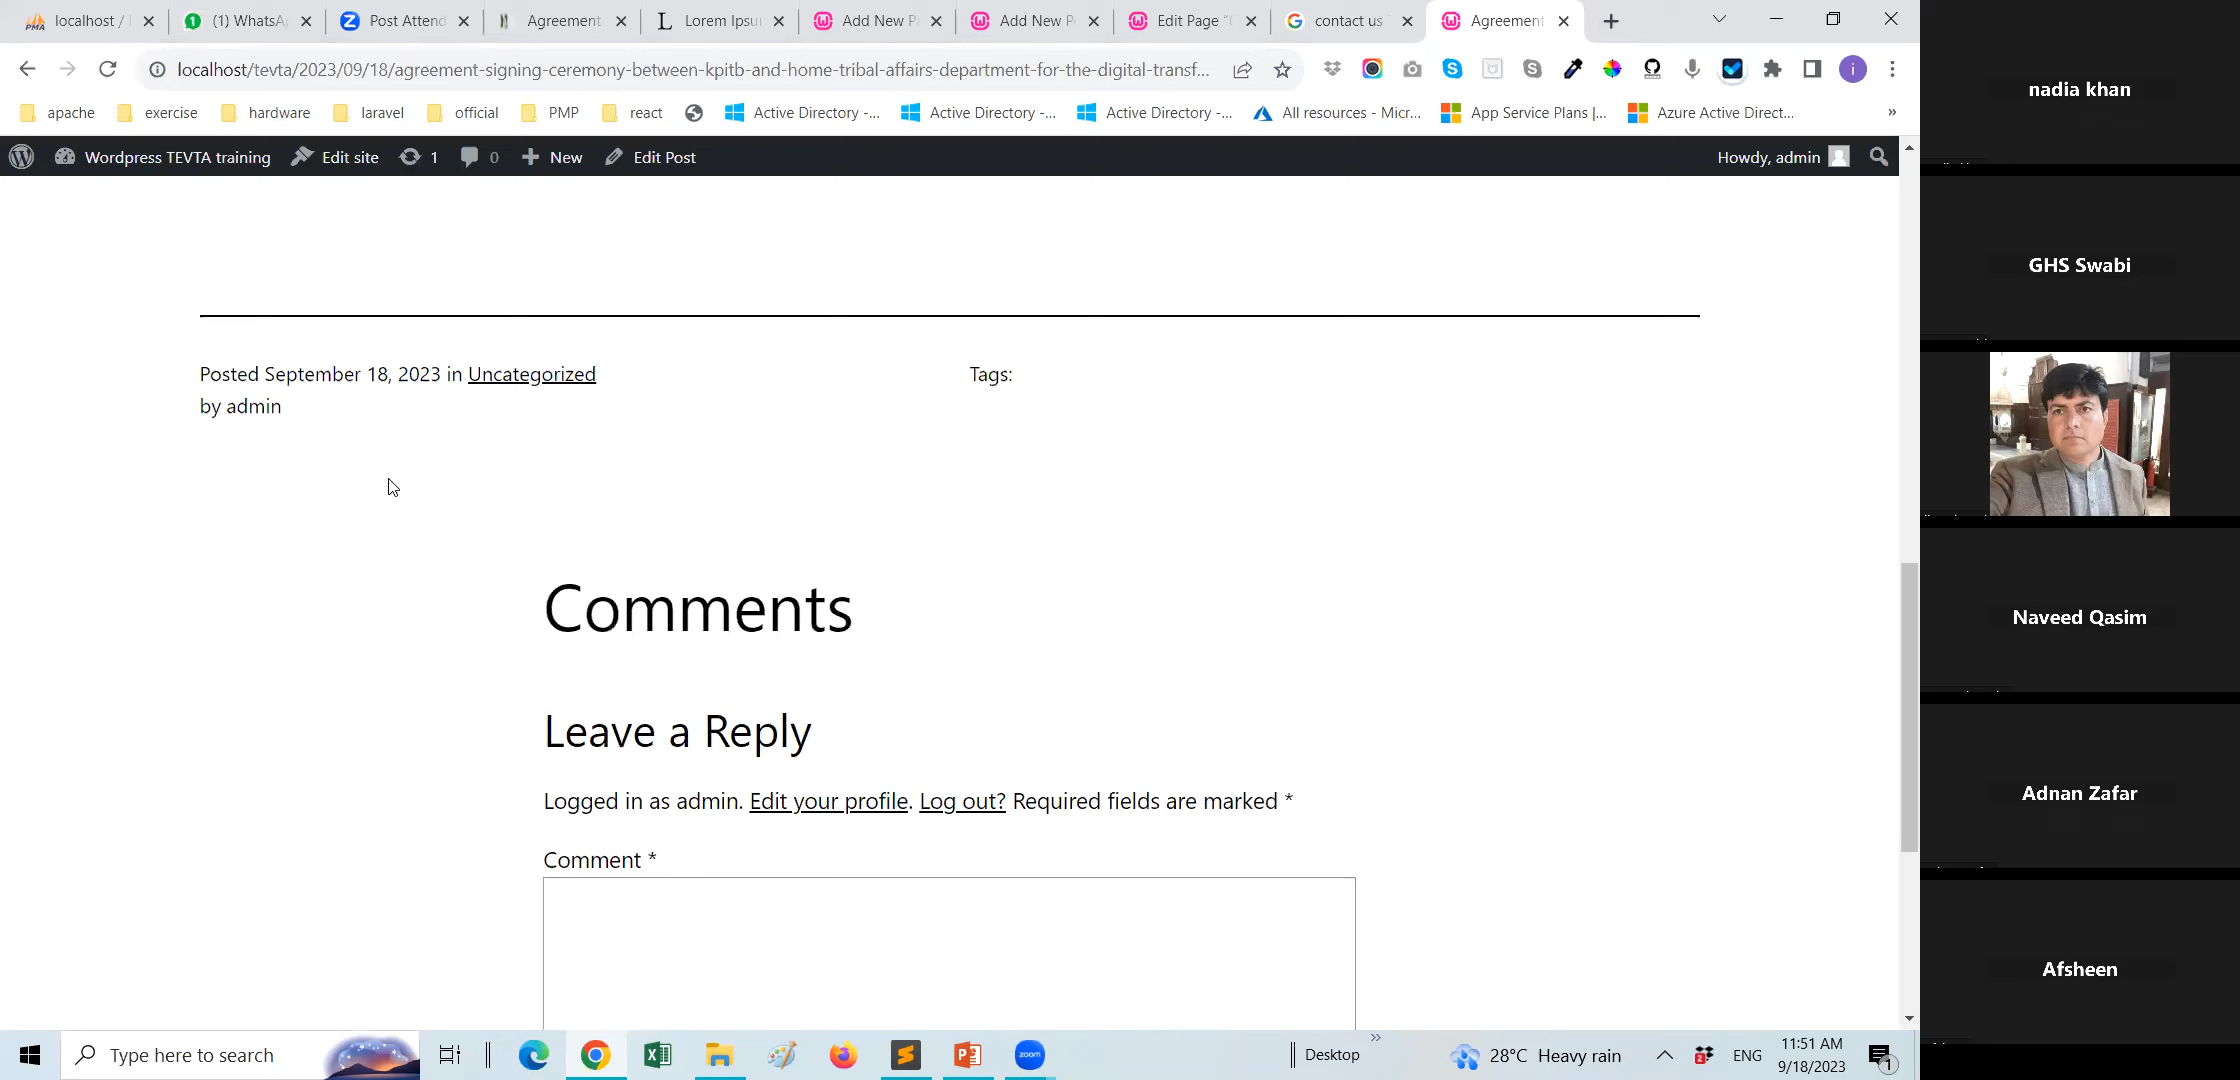 localhost /
(1) WhatsA
Post Attend
Agreement
Lorem Ipsu
Add New P
Add New P
Edit Page "
contact us
Agreement
localhost/tevta/2023/09/18/agreement-signing-ceremony-between-kpitb-and-home-tribal-affairs-department-for-the-digital-transf...
apache
exercise
hardware
laravel
official
PMP
react
Active Directory -...
Active Directory -...
Active Directory -...
All resources - Micr...
App Service Plans |...
Azure Active Direct...
»
Wordpress TEVTA training
Edit site
1
0
New
Edit Post
Howdy, admin
Posted September 18, 2023 in Uncategorized
by admin
Tags:
Comments
Leave a Reply
Logged in as admin. Edit your profile. Log out? Required fields are marked *
Comment *
Type here to search
Desktop
28°C Heavy rain
ENG
11:51 AM
9/18/2023
1
nadia khan
GHS Swabi
Naveed Qasim
Adnan Zafar
Afsheen